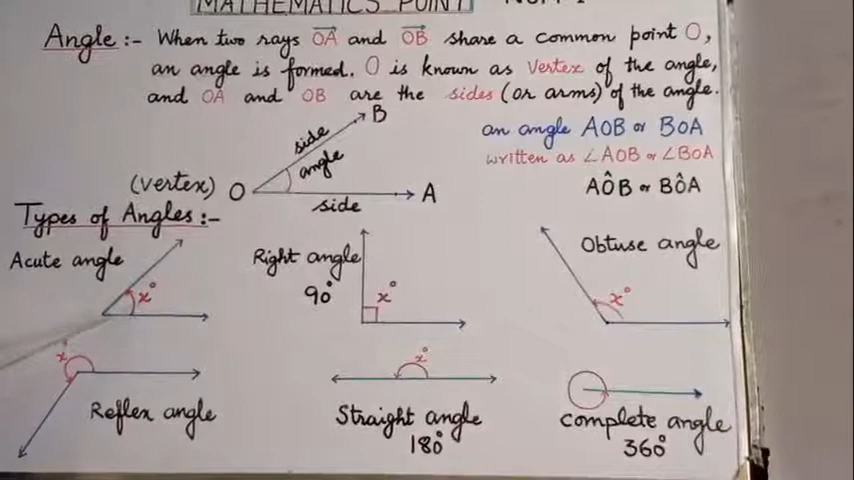 MATHEMATICS POINT
Angle :- When two rays OA and OB share a common point O,
an angle is formed. O is known as Vertex of the angle,
and OA and OB are the sides (or arms) of the angle.
B
side
angle
(Vertex) O
side
A
an angle AOB or BOA
written as ∠AOB or ∠BOA
AÔB or BÔA
Types of Angles :-
Acute angle
x°
Right angle
90°
x°
Obtuse angle
x°
x
Reflex angle
x°
Straight angle
180°
Complete angle
360°